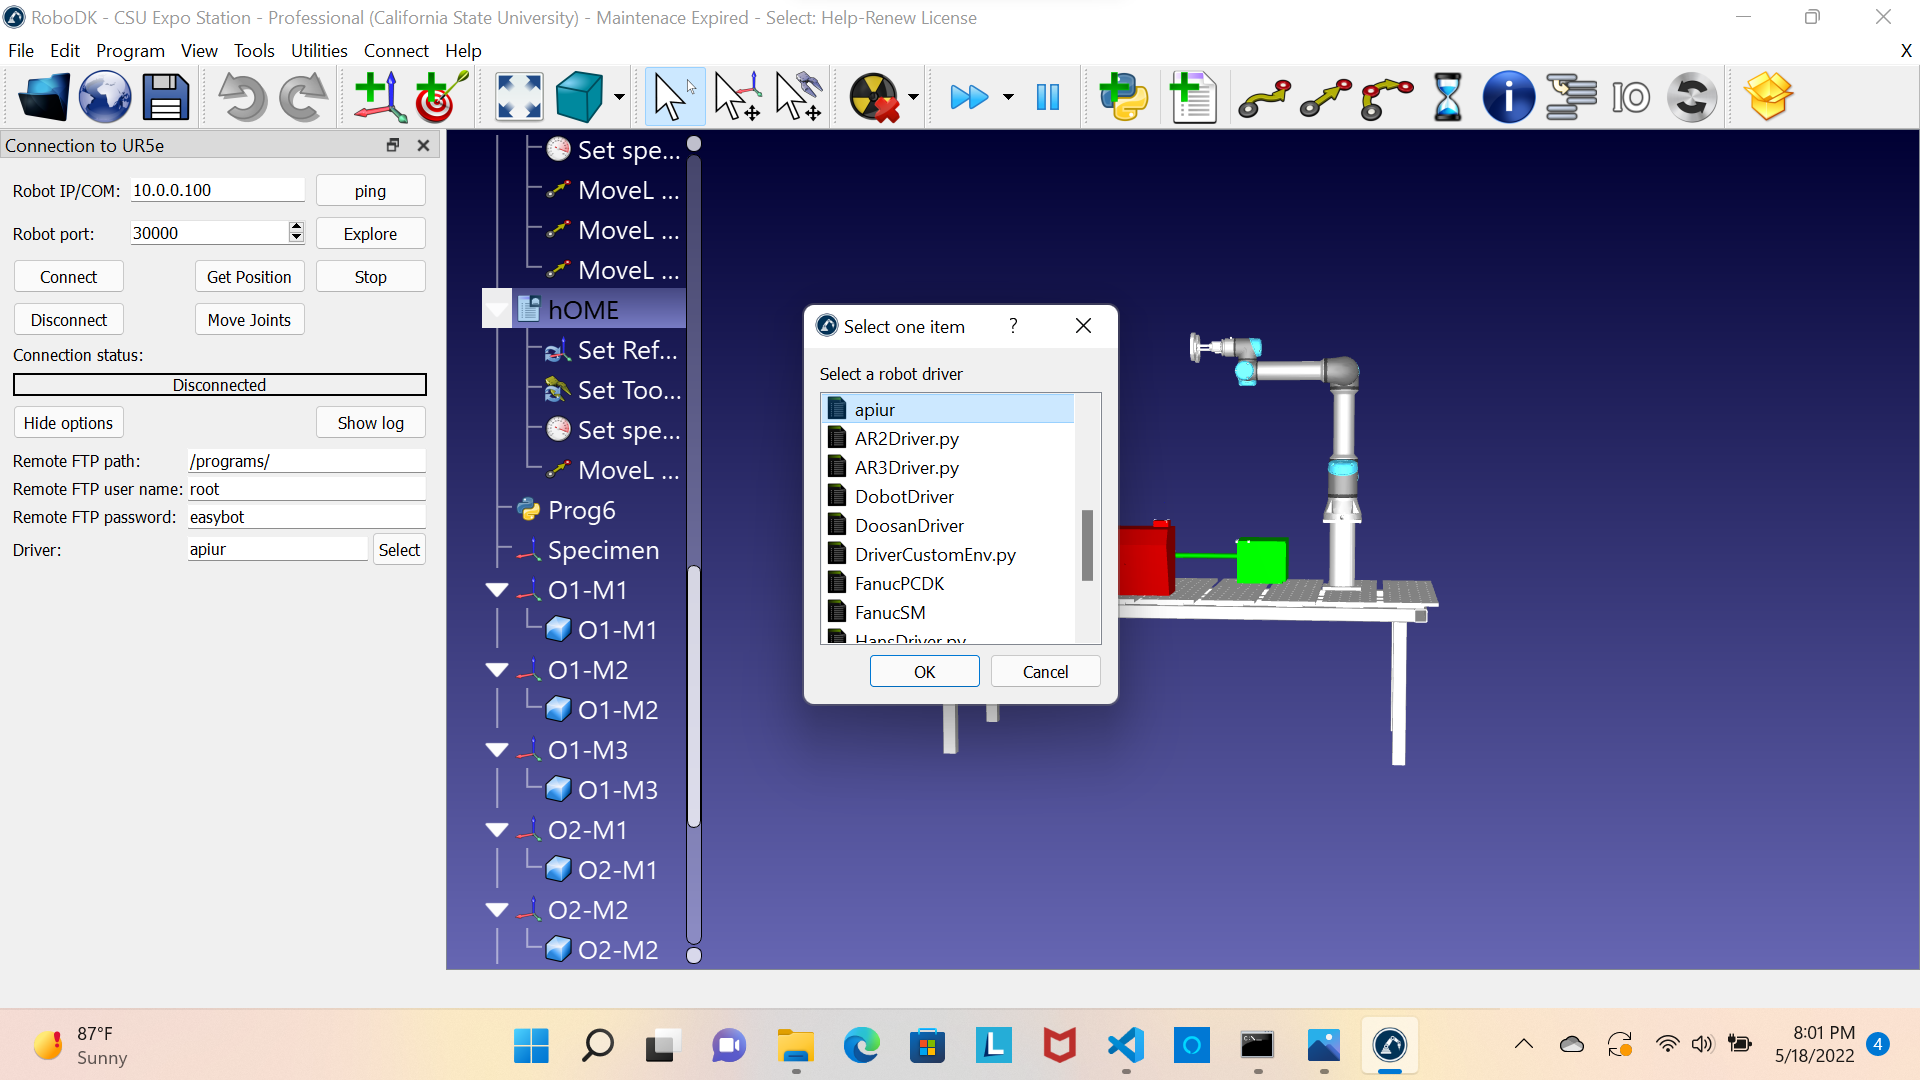 RoboDK - CSU Expo Station - Professional (California State University) - Maintenace Expired - Select: Help-Renew License
File Edit Program View Tools Utilities Connect Help X
IO
Connection to UR5e
Robot IP/COM: 10.0.0.100 ping
Robot port: 30000 Explore
Connect Get Position Stop
Disconnect Move Joints
Connection status:
Disconnected
Hide options Show log
Remote FTP path: /programs/
Remote FTP user name: root
Remote FTP password: easybot
Driver: apiur Select
Set spe...
MoveL ...
MoveL ...
MoveL ...
hOME
Set Ref...
Set Too...
Set spe...
MoveL ...
Prog6
Specimen
O1-M1
O1-M1
O1-M2
O1-M2
O1-M3
O1-M3
O2-M1
O2-M1
O2-M2
O2-M2
Select one item ?
Select a robot driver
apiur
AR2Driver.py
AR3Driver.py
DobotDriver
DoosanDriver
DriverCustomEnv.py
FanucPCDK
FanucSM
HansDriver.py
OK Cancel
87°F
Sunny
L
8:01 PM
5/18/2022
4